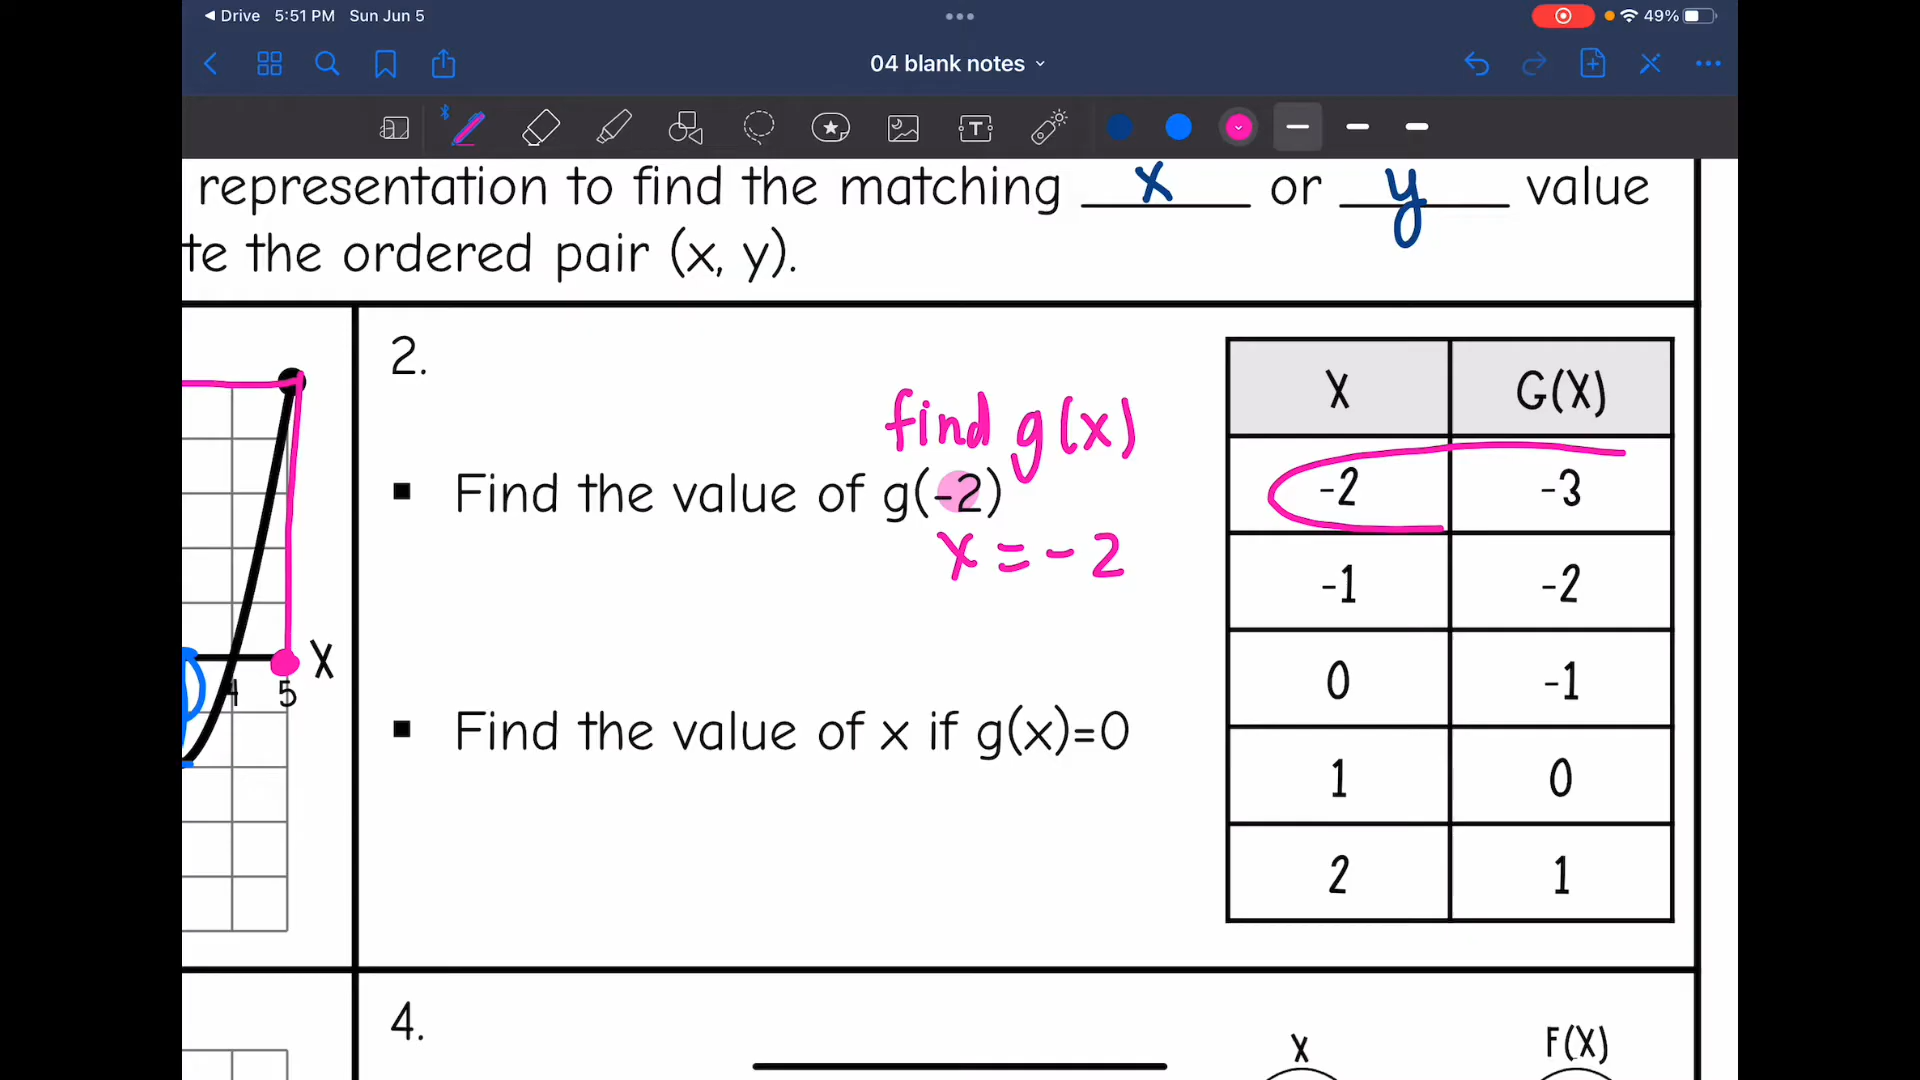 Drive 5:51 PM Sun Jun 5
49%
04 blank notes
representation to find the matching x or y value
te the ordered pair (x, y).
2.
find g(x)
Find the value of g(-2)
x = -2
Find the value of x if g(x)=0
X G(X)
-2 -3
-1 -2
0 -1
1 0
2 1
X
4 5
4.
X F(X)